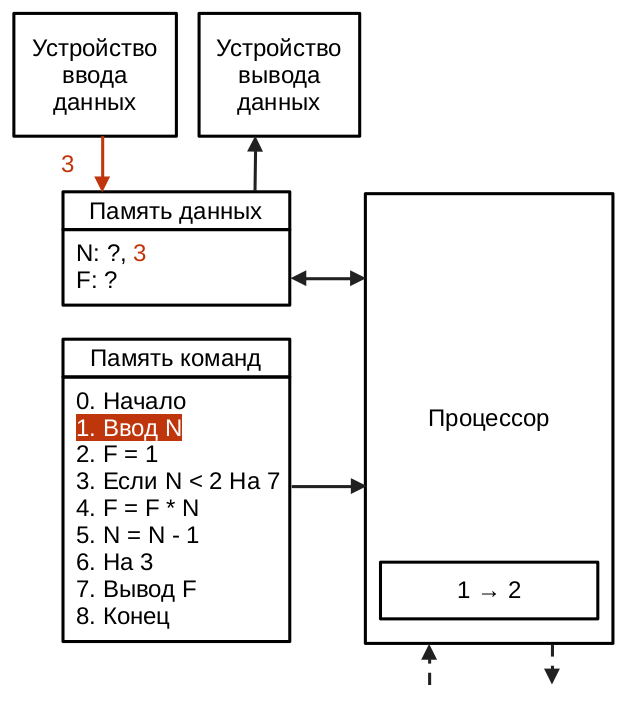 Устройство
ввода
данных
Устройство
вывода
данных
3
Память данных
N: ?, 3
F: ?
Память команд
0. Начало
1. Ввод N
2. F = 1
3. Если N < 2 На 7
4. F = F * N
5. N = N - 1
6. На 3
7. Вывод F
8. Конец
Процессор
1 → 2